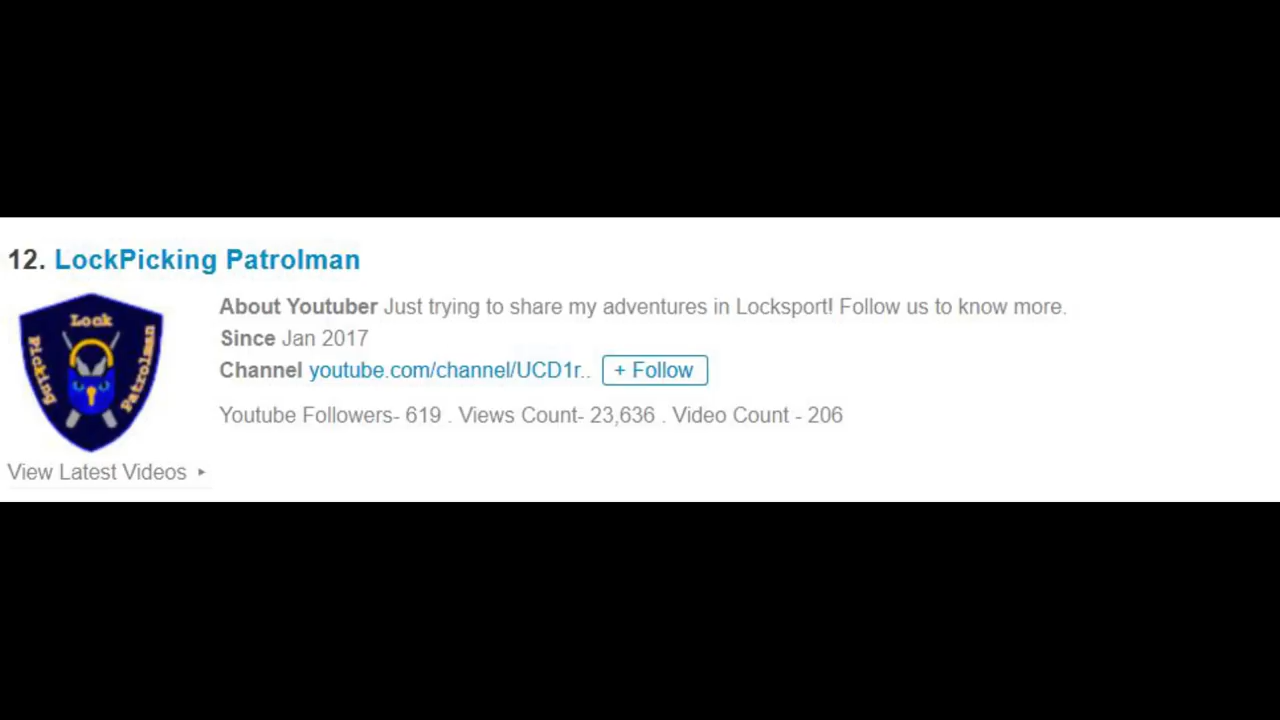 12. LockPicking Patrolman
Lock
Picking
Patrolman
About Youtuber Just trying to share my adventures in Locksport! Follow us to know more.
Since Jan 2017
Channel youtube.com/channel/UCD1r.. + Follow
Youtube Followers- 619 . Views Count- 23,636 . Video Count - 206
View Latest Videos ▸